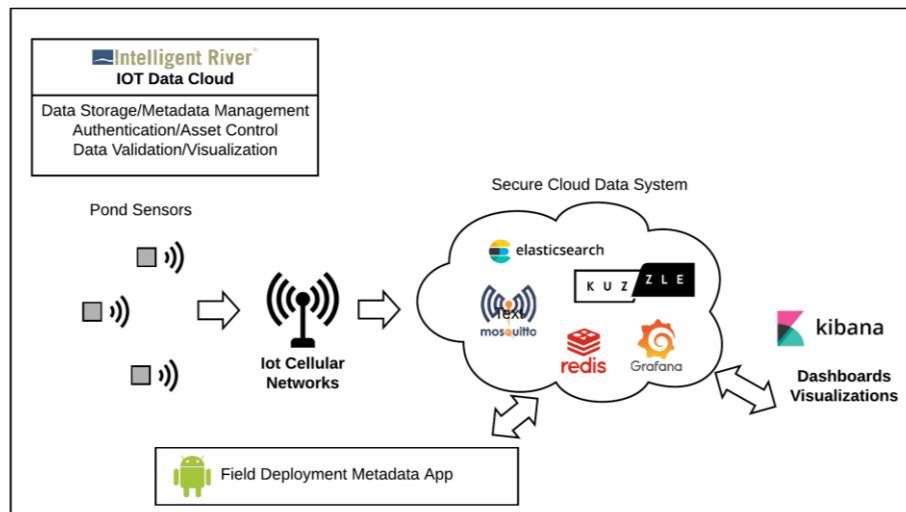 Intelligent River®
IOT Data Cloud
Data Storage/Metadata Management
Authentication/Asset Control
Data Validation/Visualization
Pond Sensors
Secure Cloud Data System
elasticsearch
KUZZLE
Text
mosquitto
redis
Grafana
kibana
Iot Cellular
Networks
Dashboards
Visualizations
Field Deployment Metadata App